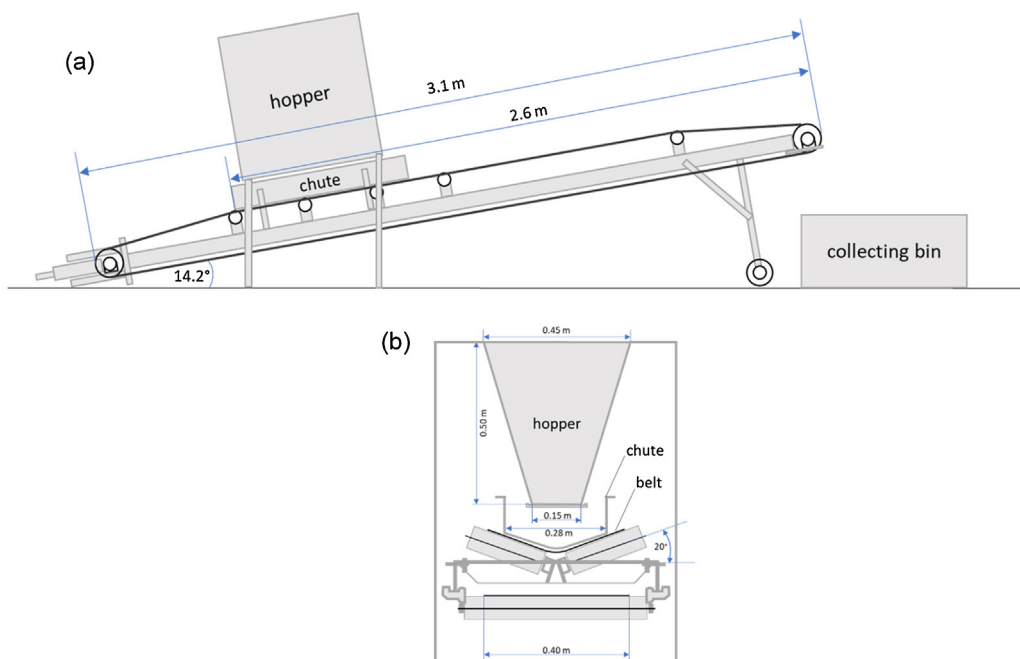 (a)
hopper
3.1 m
2.6 m
chute
14.2°
collecting bin
(b)
0.45 m
0.50 m
hopper
chute
belt
0.15 m
0.28 m
20°
0.40 m